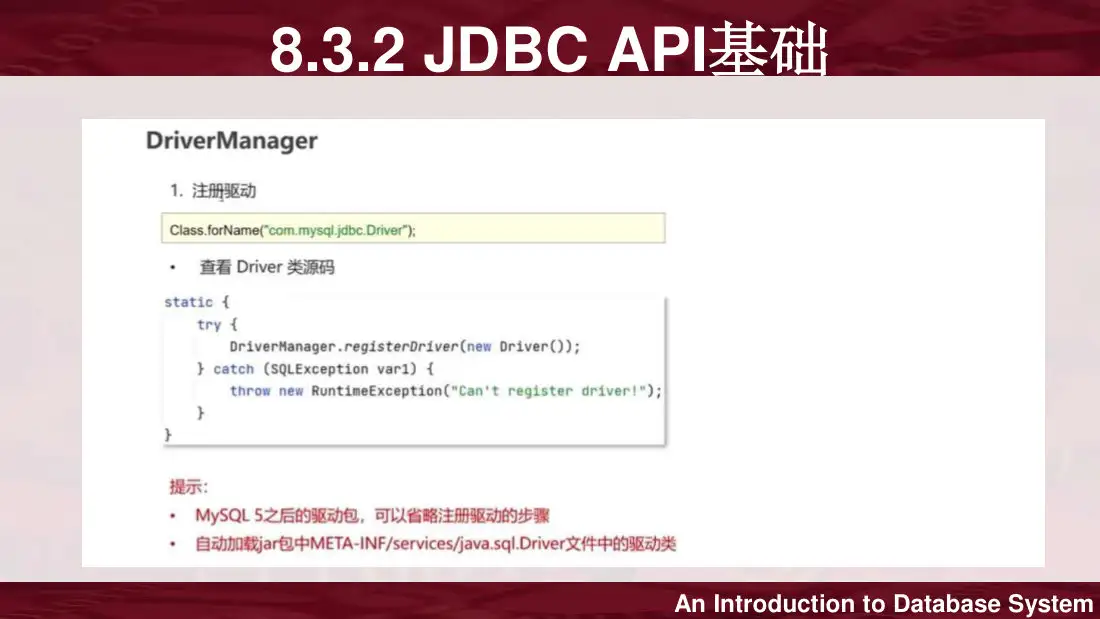 8.3.2 JDBC API基础
DriverManager
1. 注册驱动
Class.forName("com.mysql.jdbc.Driver");
• 查看 Driver 类源码
static {
    try {
        DriverManager.registerDriver(new Driver());
    } catch (SQLException var1) {
        throw new RuntimeException("Can't register driver!");
    }
}
提示：
• MySQL 5之后的驱动包，可以省略注册驱动的步骤
• 自动加载jar包中META-INF/services/java.sql.Driver文件中的驱动类
An Introduction to Database System